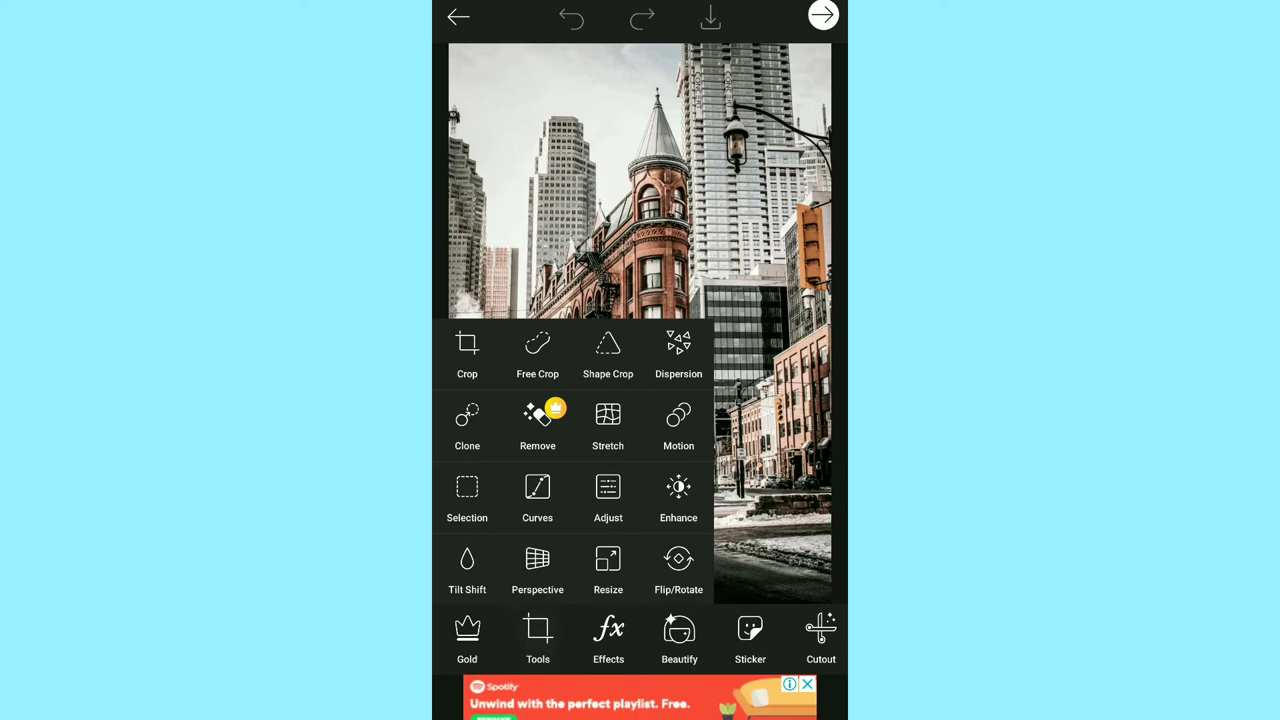 Crop
Free Crop
Shape Crop
Dispersion
Clone
Remove
Stretch
Motion
Selection
Curves
Adjust
Enhance
Tilt Shift
Perspective
Resize
Flip/Rotate
Gold
Tools
fx
Effects
Beautify
Sticker
Cutout
Spotify
Unwind with the perfect playlist. Free.